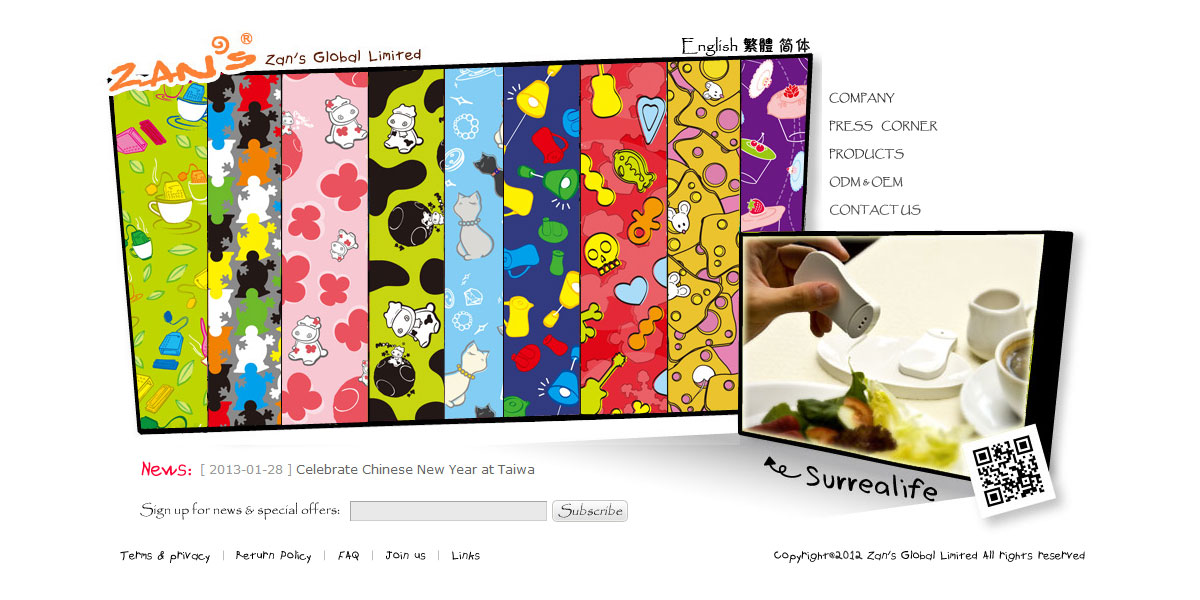 ZAN'S®
Zan's Global Limited
English 繁體 简体
COMPANY
PRESS CORNER
PRODUCTS
ODM & OEM
CONTACT US
Surrealife
News: [ 2013-01-28 ] Celebrate Chinese New Year at Taiwa
Sign up for news & special offers: Subscribe
Terms & privacy | Return Policy | FAQ | Join us | Links
Copyright©2012 Zan's Global Limited All rights reserved